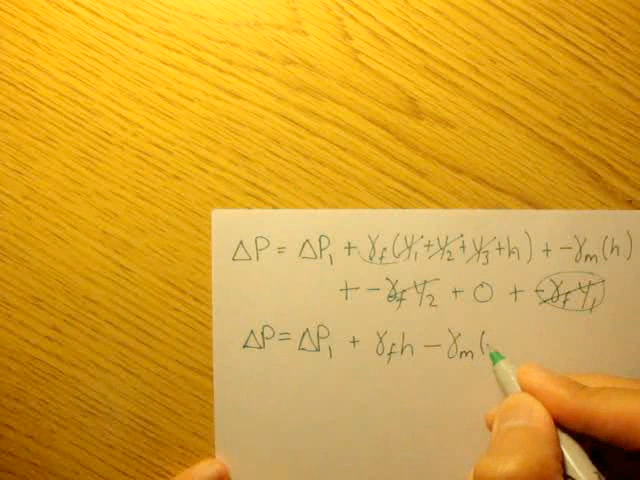 ΔP = ΔP₁ + γf(y₁+y₂+y₃+h) + -γm(h)
+ -γf y₂ + 0 + -γf y₁
ΔP = ΔP₁ + γf h - γm(